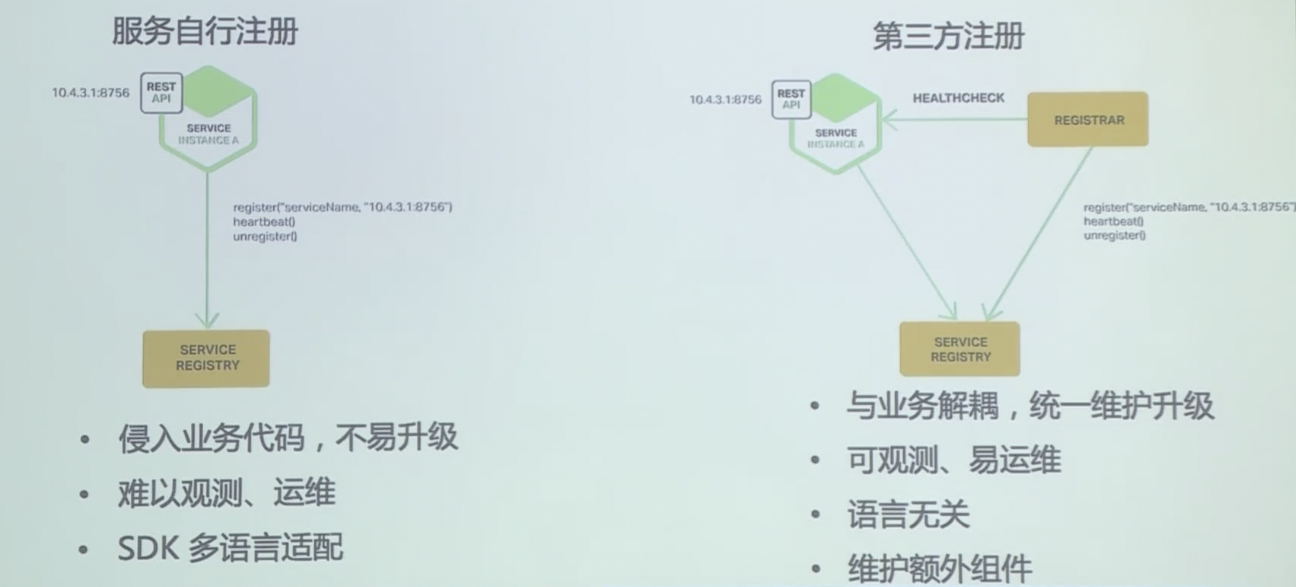 服务自行注册
10.4.3.1:8756
REST
API
SERVICE
INSTANCE A
register("serviceName, "10.4.3.1:8756")
heartbeat()
unregister()
SERVICE
REGISTRY
• 侵入业务代码，不易升级
• 难以观测、运维
• SDK 多语言适配
第三方注册
10.4.3.1:8756
REST
API
SERVICE
INSTANCE A
HEALTHCHECK
REGISTRAR
register("serviceName, "10.4.3.1:8756"
heartbeat()
unregister()
SERVICE
REGISTRY
• 与业务解耦，统一维护升级
• 可观测、易运维
• 语言无关
• 维护额外组件